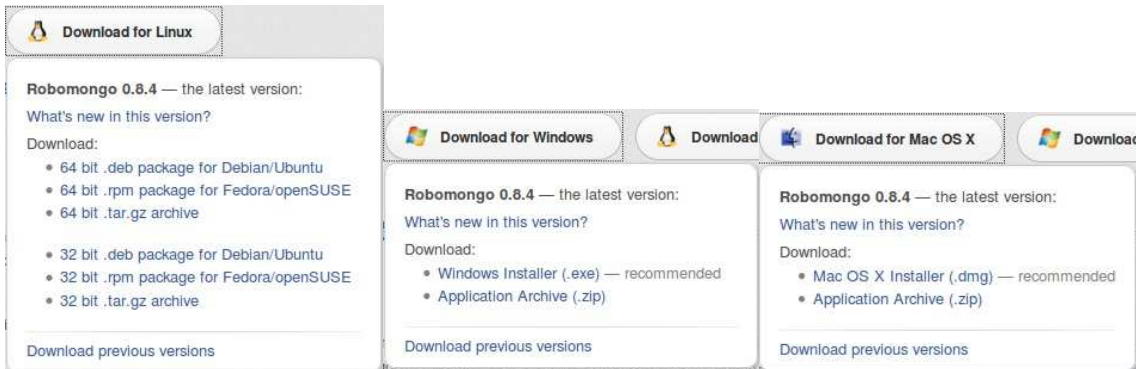 Download for Linux
Robomongo 0.8.4 — the latest version:
What's new in this version?
Download:
• 64 bit .deb package for Debian/Ubuntu
• 64 bit .rpm package for Fedora/openSUSE
• 64 bit .tar.gz archive
• 32 bit .deb package for Debian/Ubuntu
• 32 bit .rpm package for Fedora/openSUSE
• 32 bit .tar.gz archive
Download previous versions
Download for Windows
Download
Robomongo 0.8.4 — the latest version:
What's new in this version?
Download:
• Windows Installer (.exe) — recommended
• Application Archive (.zip)
Download previous versions
Download for Mac OS X
Downloa
Robomongo 0.8.4 — the latest version:
What's new in this version?
Download:
• Mac OS X Installer (.dmg) — recommended
• Application Archive (.zip)
Download previous versions